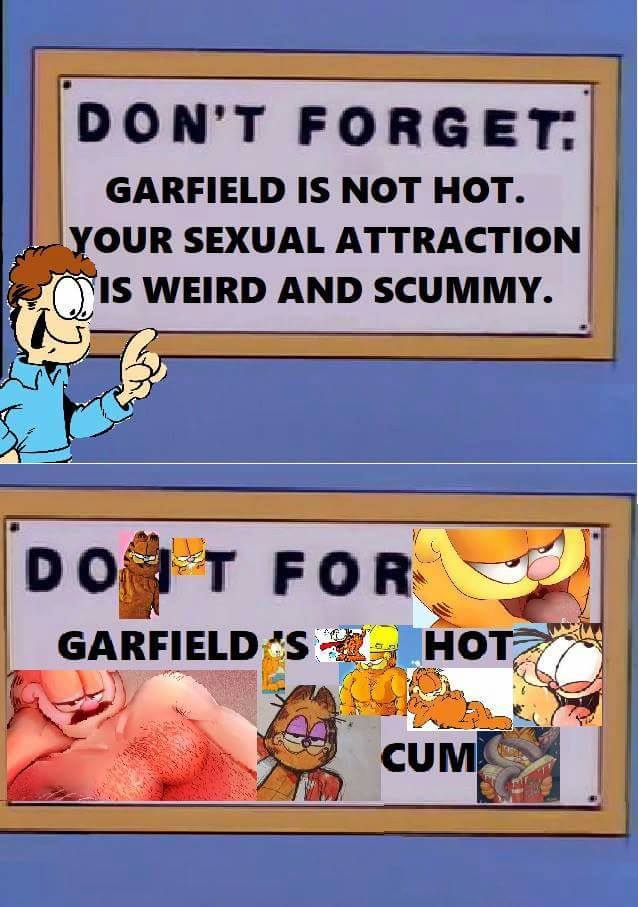 DON'T FORGET:
GARFIELD IS NOT HOT.
YOUR SEXUAL ATTRACTION
IS WEIRD AND SCUMMY.
DO T FOR
GARFIELD IS HOT
CUM